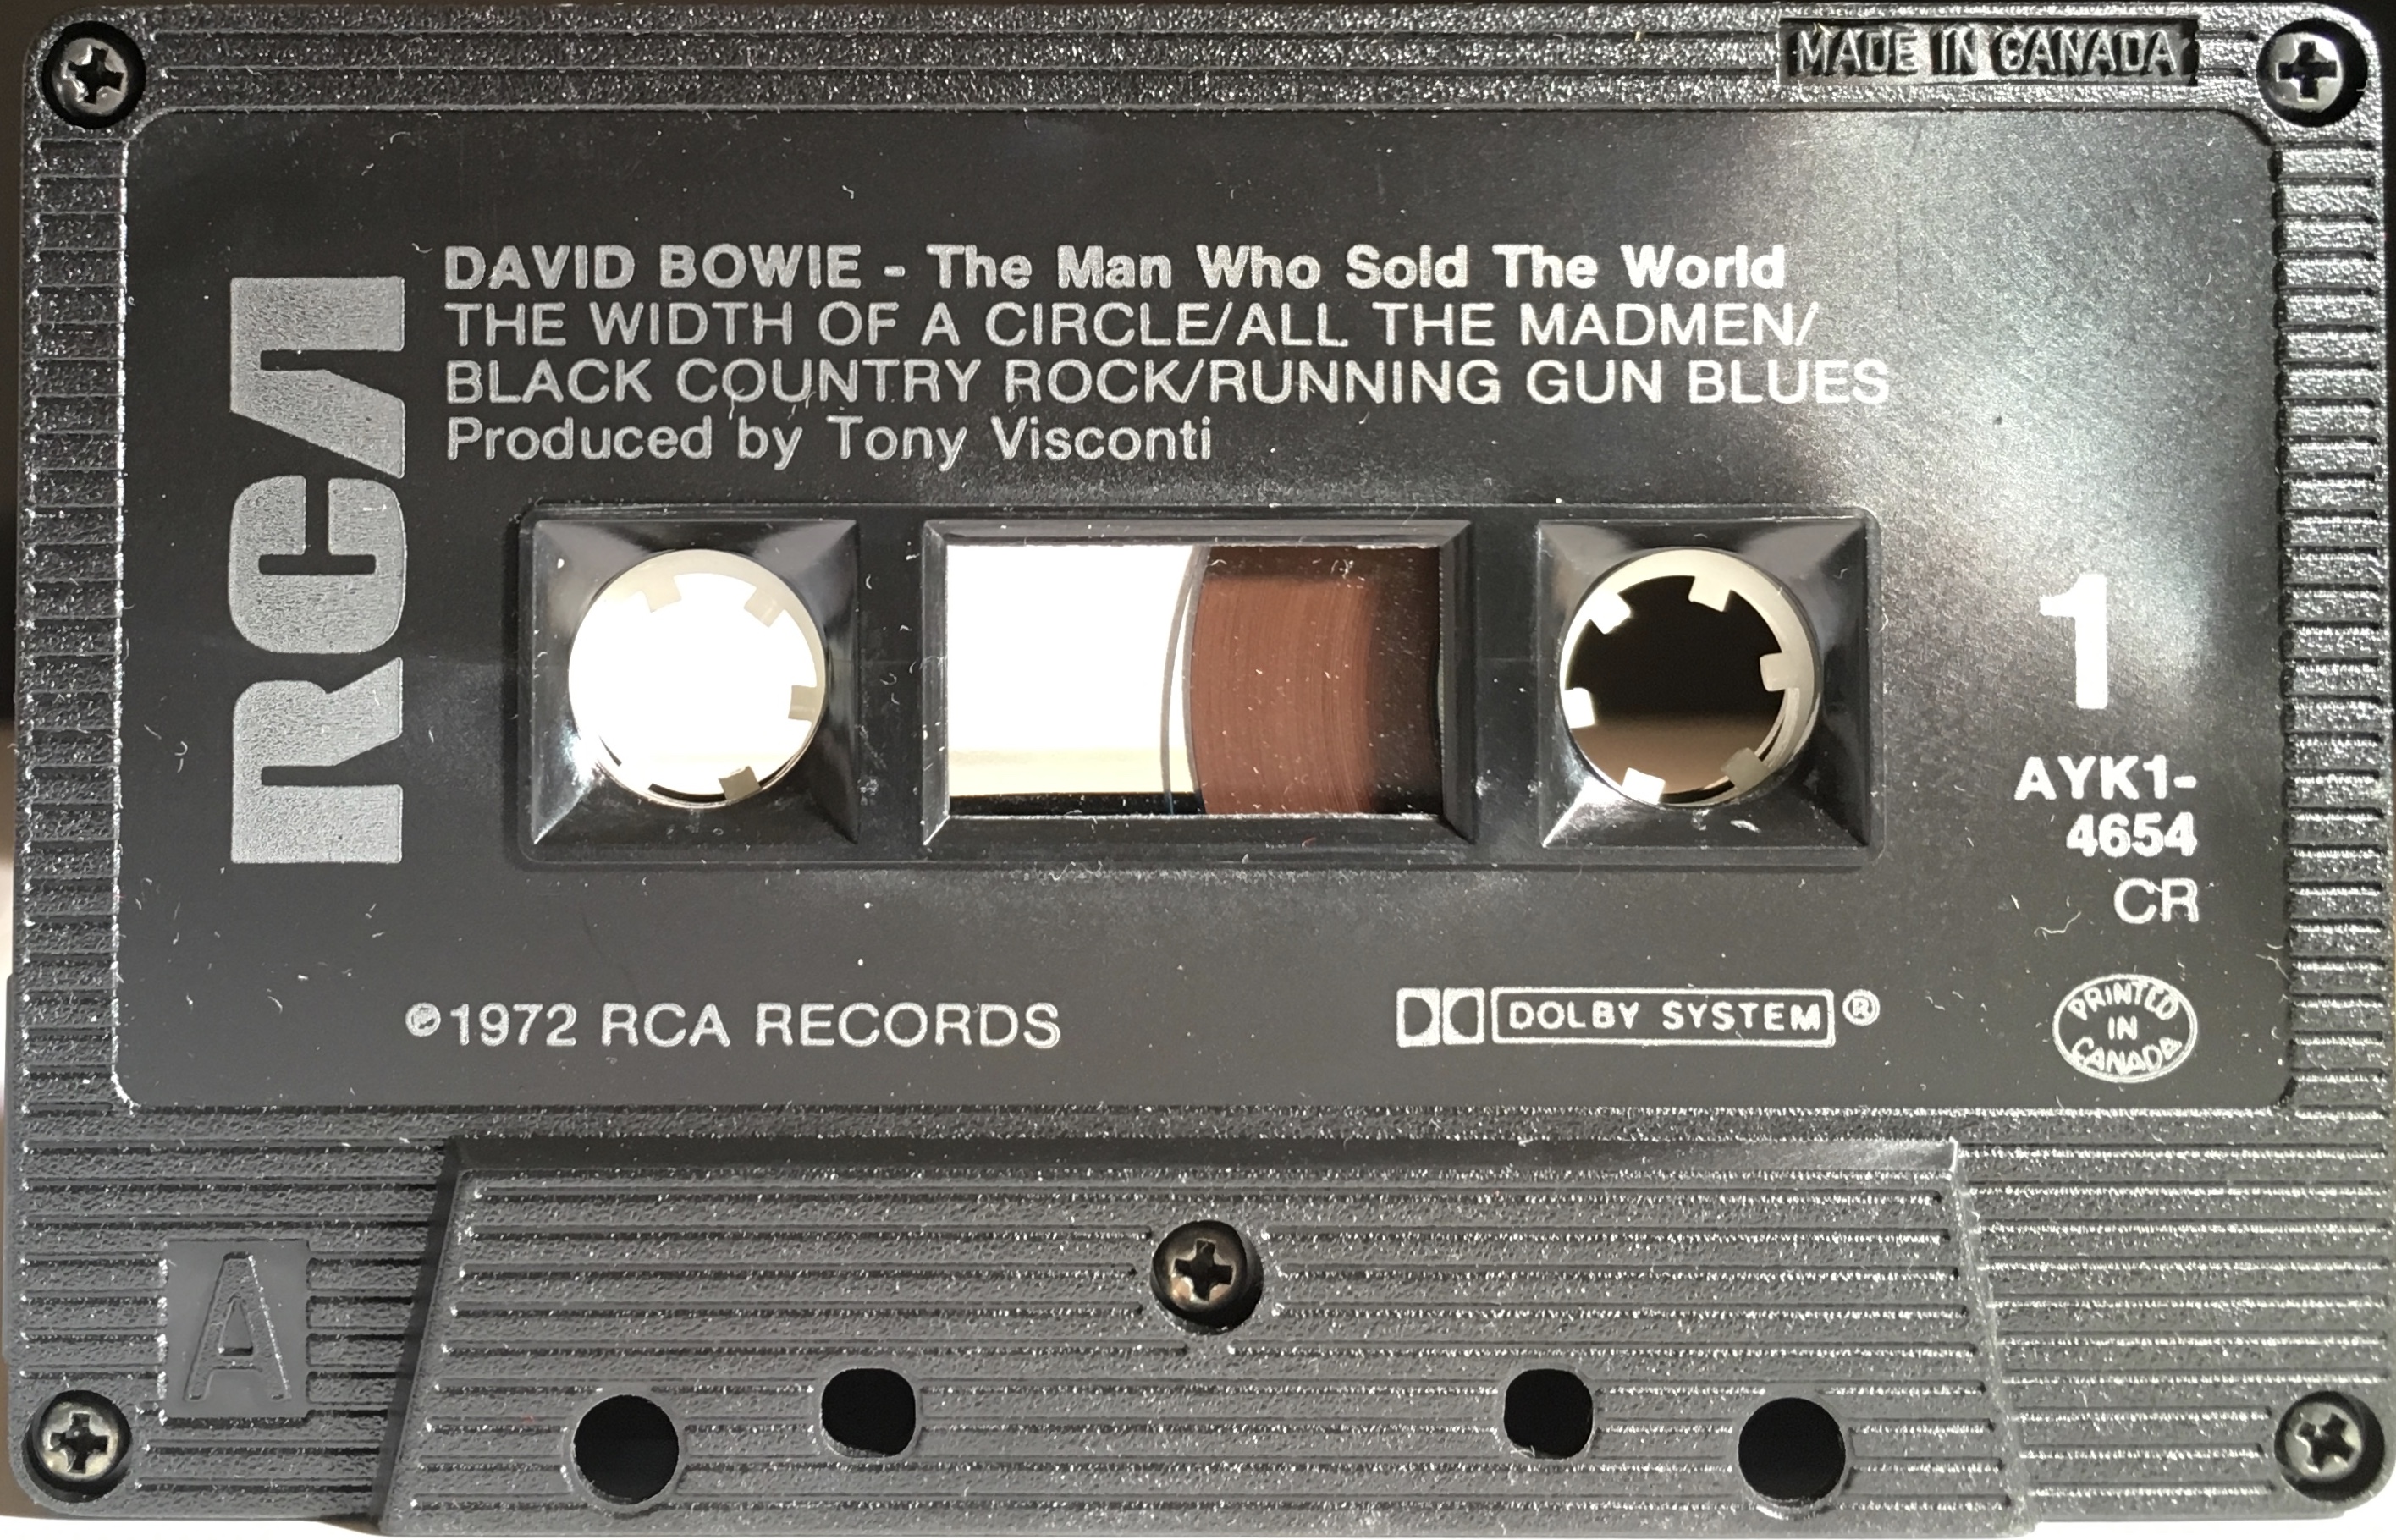 MADE IN CANADA
RCA
DAVID BOWIE - The Man Who Sold The World
THE WIDTH OF A CIRCLE/ALL THE MADMEN/
BLACK COUNTRY ROCK/RUNNING GUN BLUES
Produced by Tony Visconti
1
AYK1-
4654
CR
℗1972 RCA RECORDS
DOLBY SYSTEM®
PRINTED
IN
CANADA
A